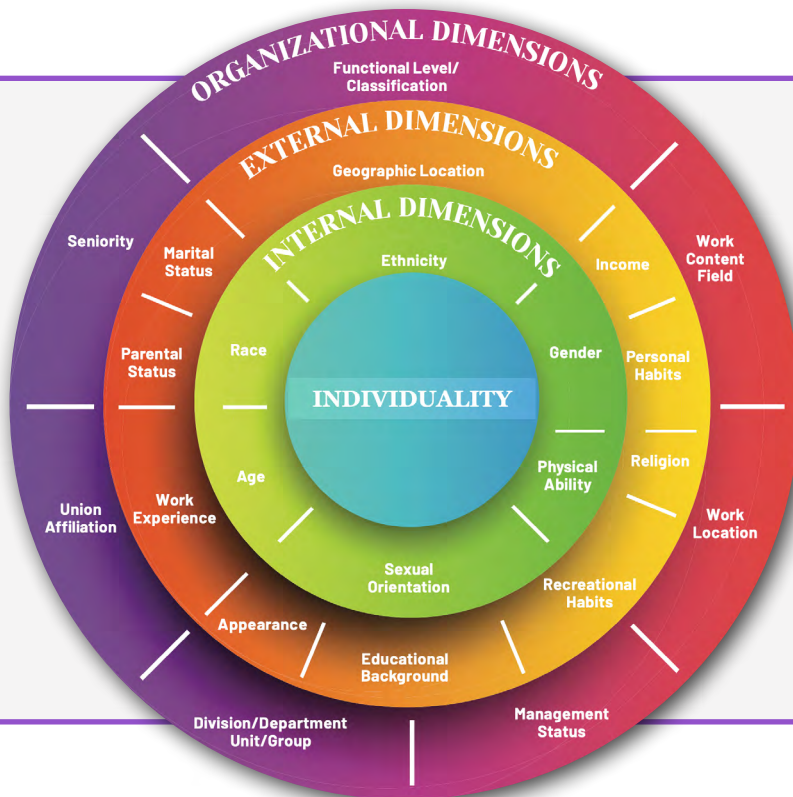 ORGANIZATIONAL DIMENSIONS
Functional Level/
Classification
EXTERNAL DIMENSIONS
Geographic Location
INTERNAL DIMENSIONS
Ethnicity
Seniority
Marital
Status
Income
Work
Content
Field
Parental
Status
Race
Gender
Personal
Habits
INDIVIDUALITY
Union
Affiliation
Work
Experience
Age
Physical
Ability
Religion
Work
Location
Sexual
Orientation
Recreational
Habits
Appearance
Educational
Background
Division/Department
Unit/Group
Management
Status